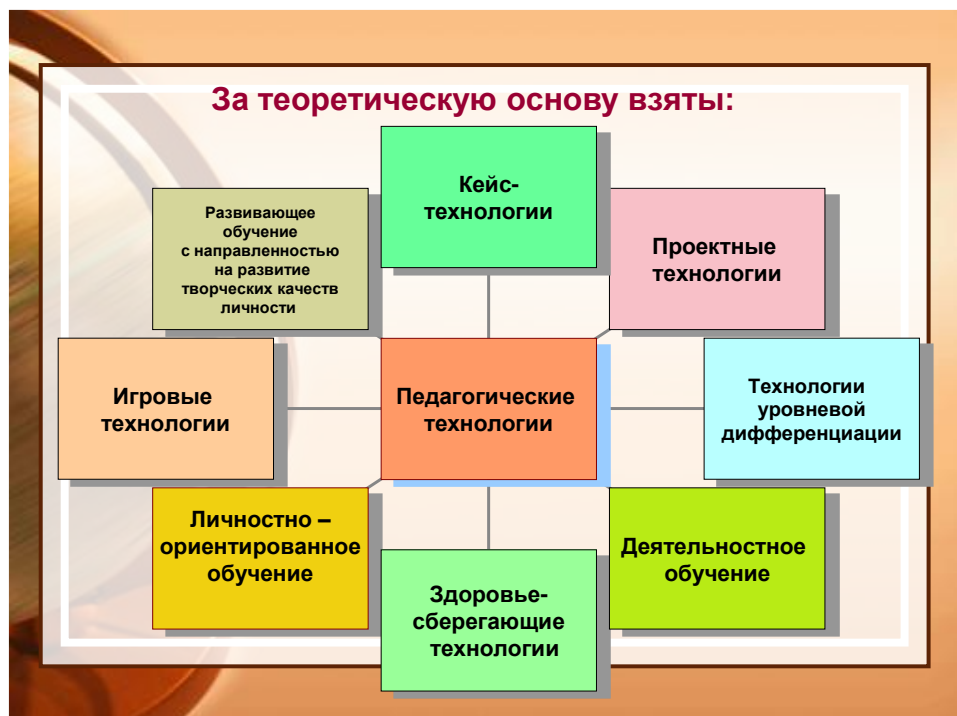 За теоретическую основу взяты:
Кейс-
технологии
Развивающее
обучение
с направленностью
на развитие
творческих качеств
личности
Проектные
технологии
Игровые
технологии
Педагогические
технологии
Технологии
уровневой
дифференциации
Личностно –
ориентированное
обучение
Деятельностное
обучение
Здоровье-
сберегающие
технологии